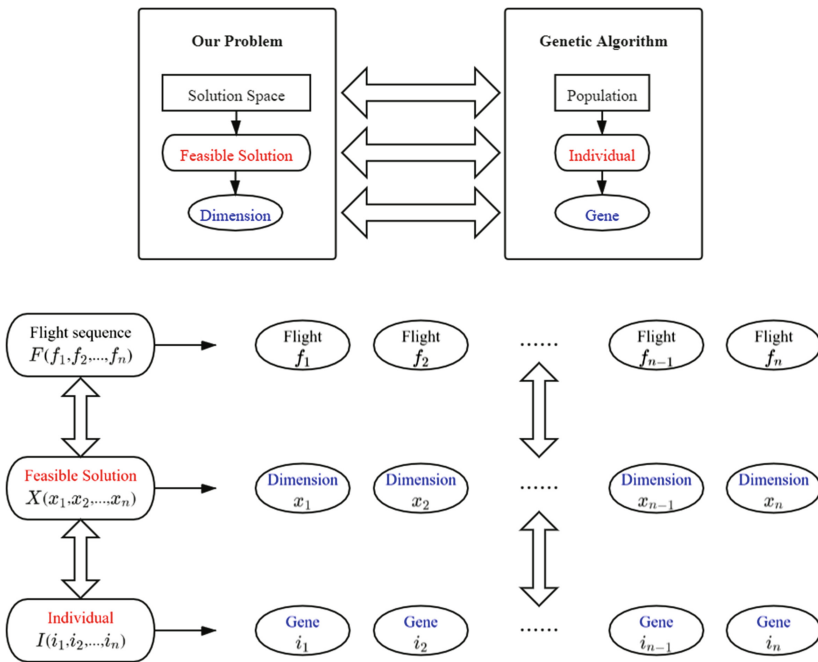 Our Problem
Solution Space
Feasible Solution
Dimension
Genetic Algorithm
Population
Individual
Gene
Flight sequence
F(f₁,f₂,...,fₙ)
Flight
f₁
Flight
f₂
......
Flight
fₙ₋₁
Flight
fₙ
Feasible Solution
X(x₁,x₂,...,xₙ)
Dimension
x₁
Dimension
x₂
......
Dimension
xₙ₋₁
Dimension
xₙ
Individual
I(i₁,i₂,...,iₙ)
Gene
i₁
Gene
i₂
......
Gene
iₙ₋₁
Gene
iₙ